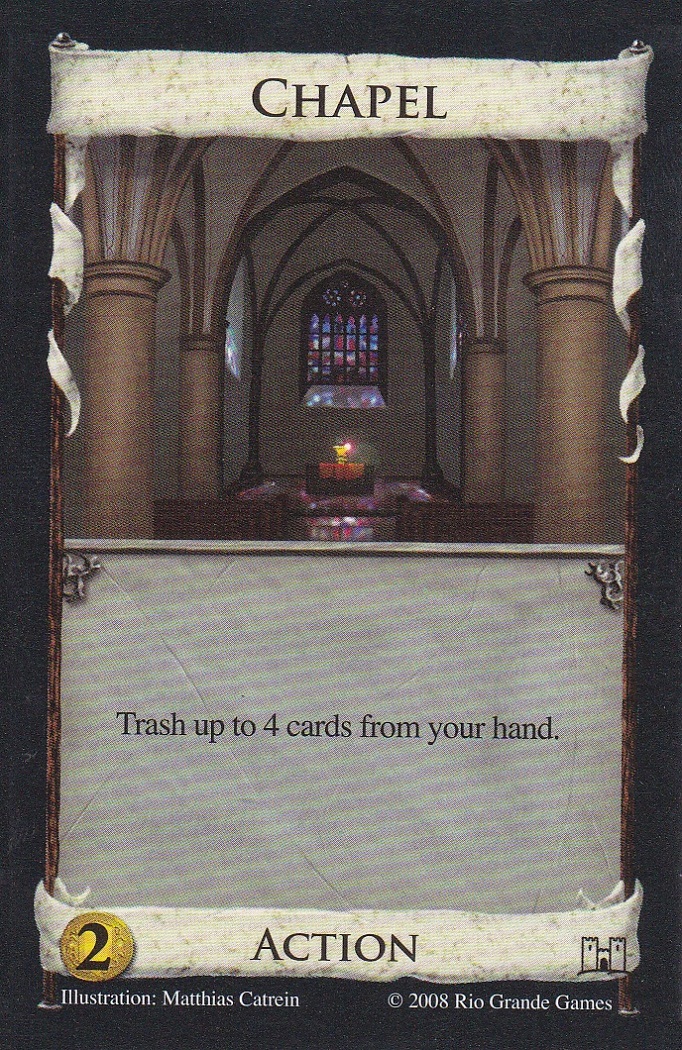 CHAPEL
Trash up to 4 cards from your hand.
2
ACTION
Illustration: Matthias Catrein
© 2008 Rio Grande Games